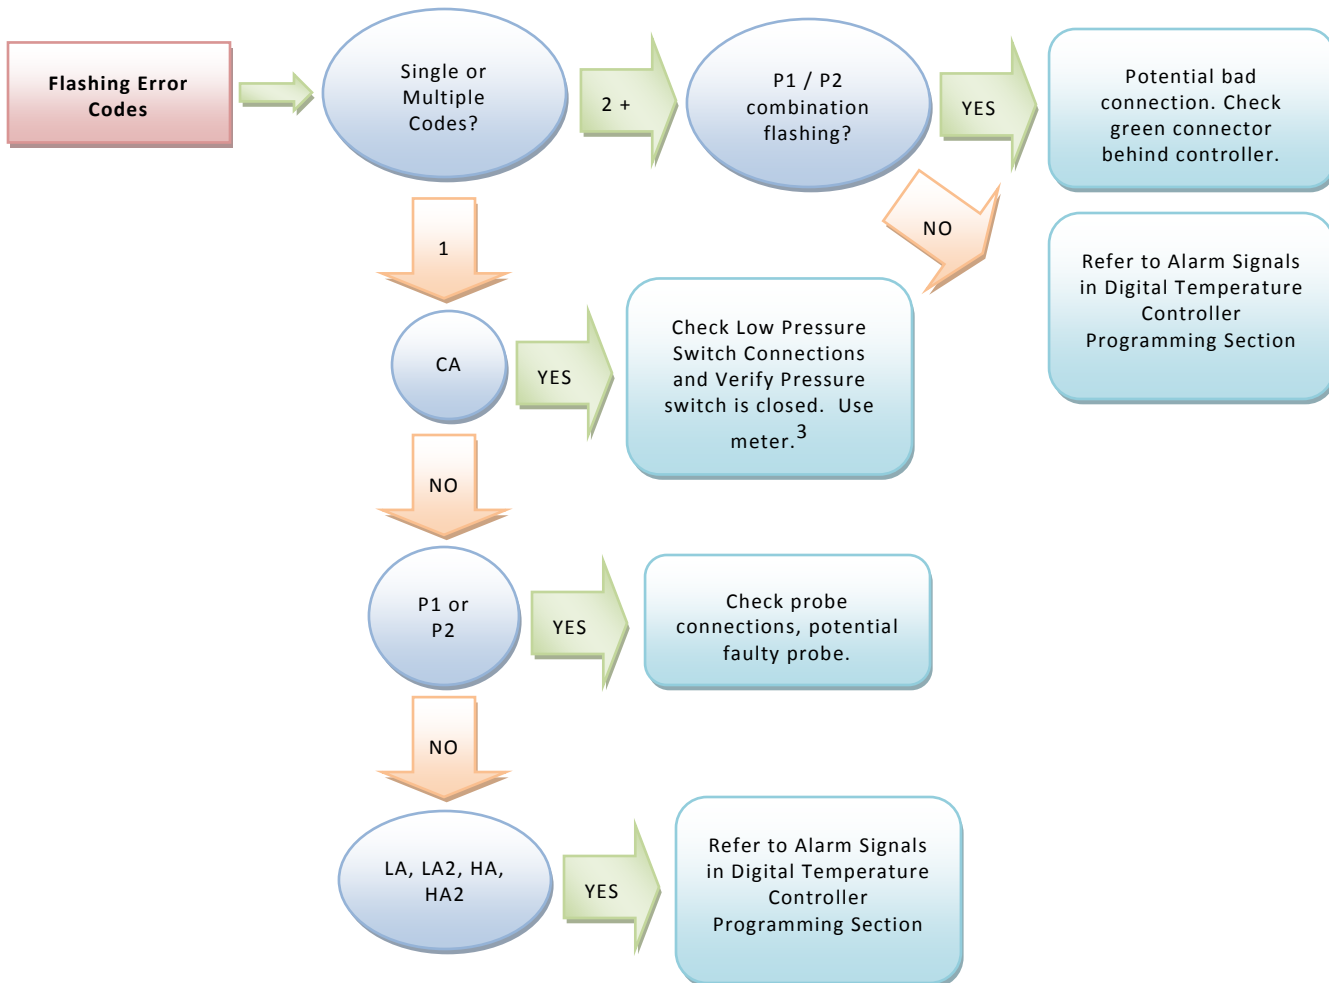 Flashing Error
Codes
Single or
Multiple
Codes?
2 +
P1 / P2
combination
flashing?
YES
Potential bad
connection. Check
green connector
behind controller.
NO
Refer to Alarm Signals
in Digital Temperature
Controller
Programming Section
1
CA
YES
Check Low Pressure
Switch Connections
and Verify Pressure
switch is closed.  Use
meter.3
NO
P1 or
P2
YES
Check probe
connections, potential
faulty probe.
NO
LA, LA2, HA,
HA2
YES
Refer to Alarm Signals
in Digital Temperature
Controller
Programming Section